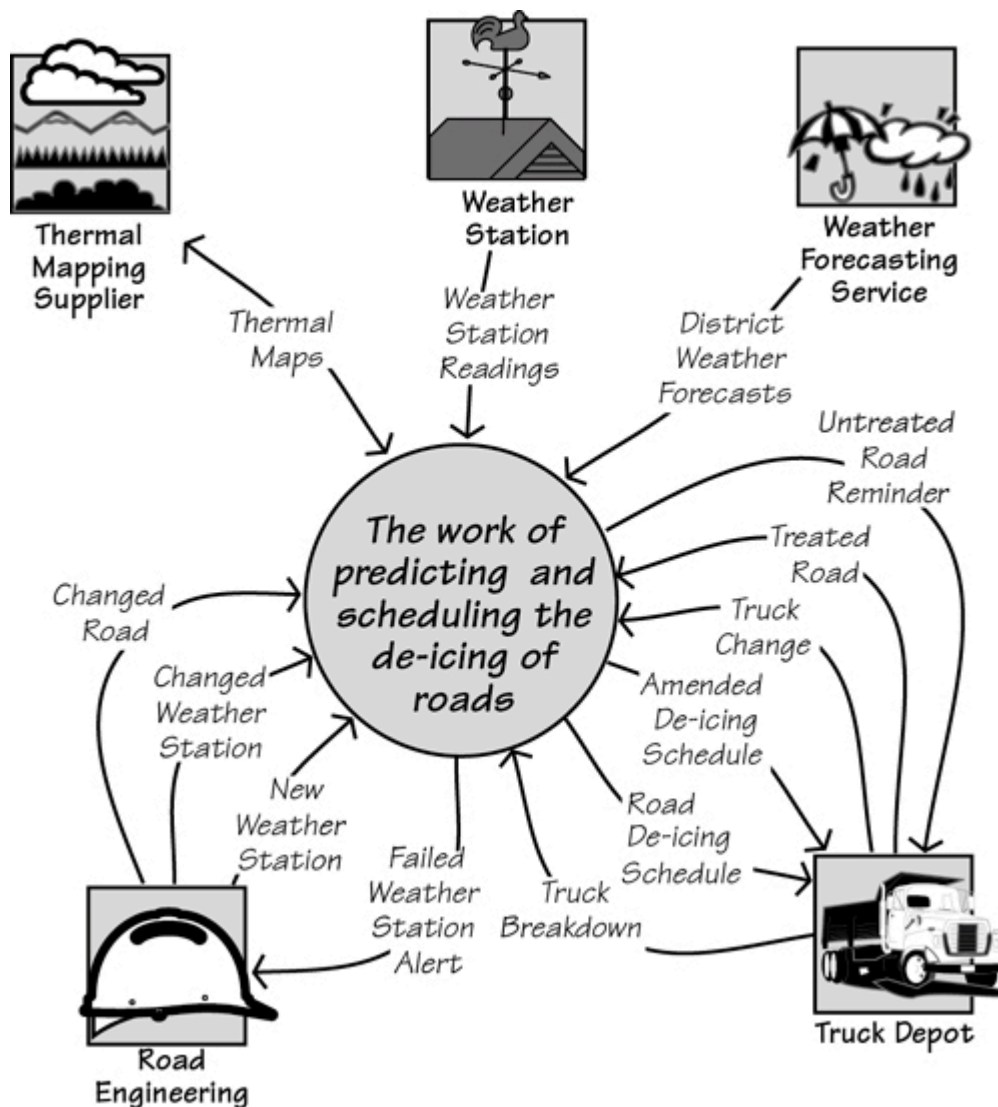 Thermal
Mapping
Supplier
Weather
Station
Weather
Forecasting
Service
Thermal
Maps
Weather
Station
Readings
District
Weather
Forecasts
Untreated
Road
Reminder
Treated
Road
Truck
Change
Amended
De-icing
Schedule
Road
De-icing
Schedule
Truck
Breakdown
The work of
predicting and
scheduling the
de-icing of
roads
Changed
Road
Changed
Weather
Station
New
Weather
Station
Failed
Weather
Station
Alert
Road
Engineering
Truck Depot